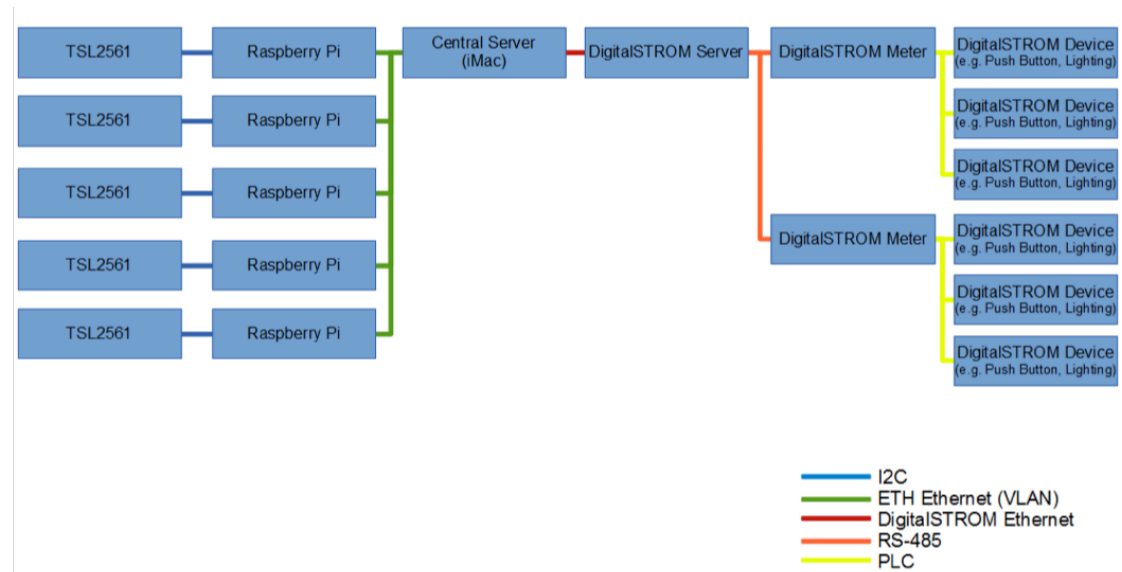 TSL2561
Raspberry Pi
Central Server
(iMac)
DigitalSTROM Server
DigitalSTROM Meter
DigitalSTROM Device
(e.g. Push Button, Lighting)
TSL2561
Raspberry Pi
DigitalSTROM Device
(e.g. Push Button, Lighting)
TSL2561
Raspberry Pi
DigitalSTROM Device
(e.g. Push Button, Lighting)
TSL2561
Raspberry Pi
DigitalSTROM Meter
DigitalSTROM Device
(e.g. Push Button, Lighting)
DigitalSTROM Device
(e.g. Push Button, Lighting)
TSL2561
Raspberry Pi
DigitalSTROM Device
(e.g. Push Button, Lighting)
I2C
ETH Ethernet (VLAN)
DigitalSTROM Ethernet
RS-485
PLC